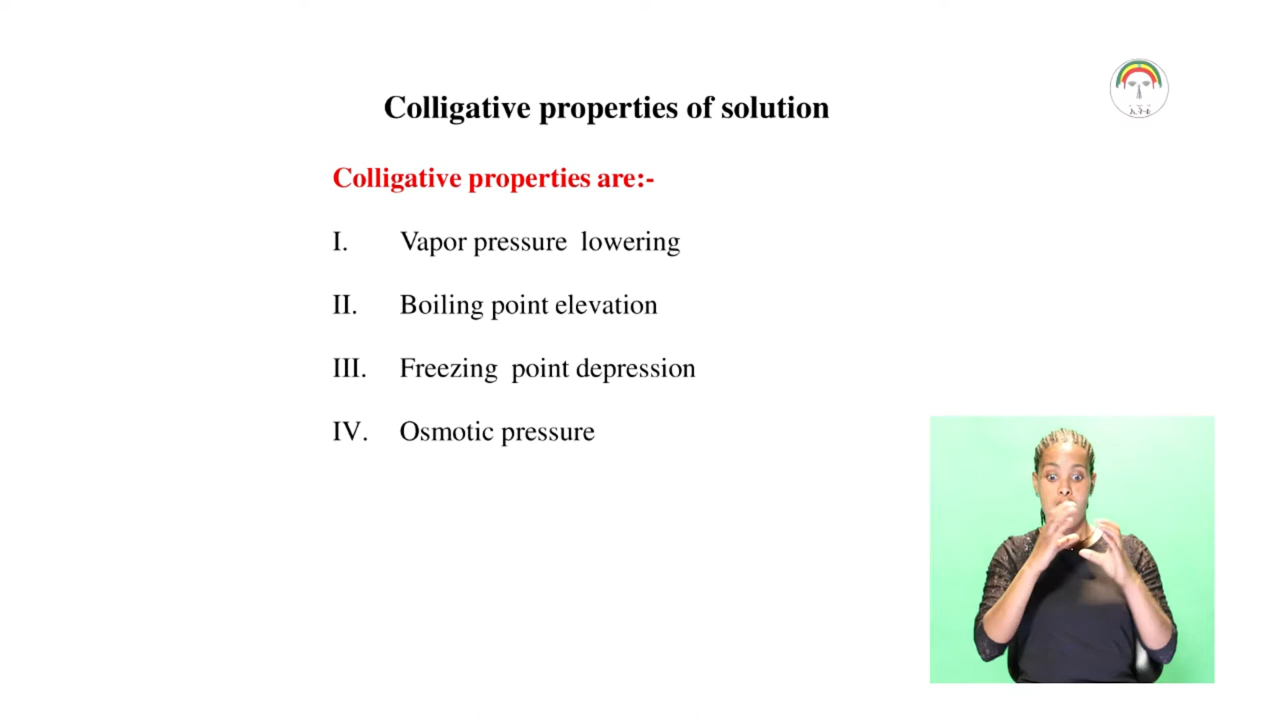 Colligative properties of solution
Colligative properties are:-
I. Vapor pressure lowering
II. Boiling point elevation
III. Freezing point depression
IV. Osmotic pressure